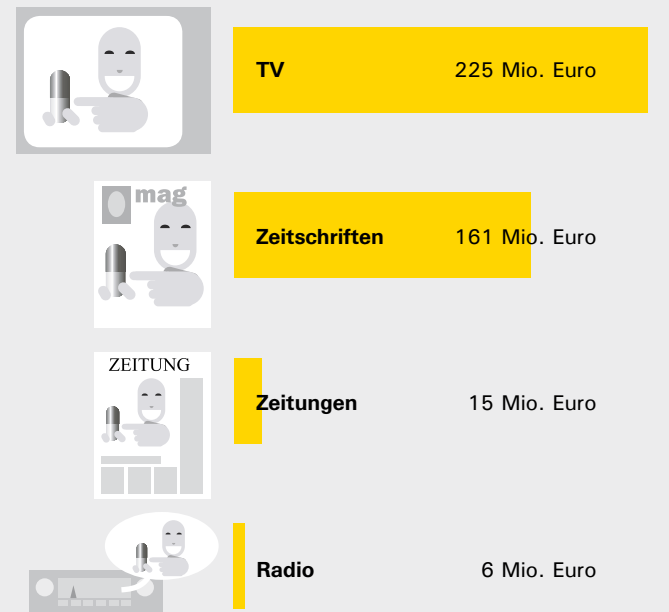 TV 225 Mio. Euro
mag
Zeitschriften 161 Mio. Euro
ZEITUNG
Zeitungen 15 Mio. Euro
Radio 6 Mio. Euro